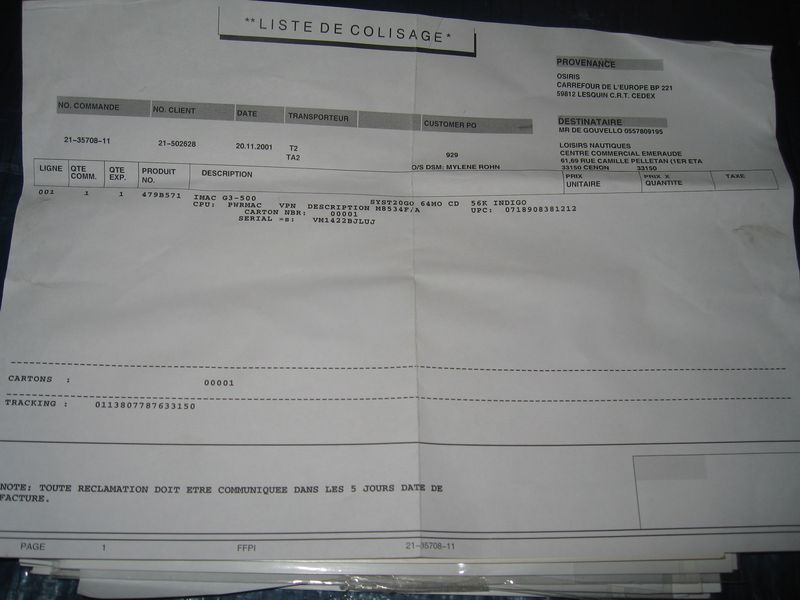 **LISTE DE COLISAGE*
PROVENANCE
OSIRIS
CARREFOUR DE L'EUROPE BP 221
59812 LESQUIN C.R.T. CEDEX
NO. COMMANDE NO. CLIENT DATE TRANSPORTEUR CUSTOMER PO
21-35708-11 21-502628 20.11.2001 T2 929
TA2
O/S DSM: MYLENE ROHN
DESTINATAIRE
MR DE GOUVELLO 0557809195
LOISIRS NAUTIQUES
CENTRE COMMERCIAL EMERAUDE
61,69 RUE CAMILLE PELLETAN (1ER ETA
33150 CENON 33150
LIGNE QTE COMM. QTE EXP. PRODUIT NO. DESCRIPTION PRIX UNITAIRE PRIX X QUANTITE TAXE
001 1 1 479B571 IMAC G3-500 SYST20GO 64MO CD 56K INDIGO
CPU: PWRMAC VPN DESCRIPTION M8534F/A UPC: 0718908381212
CARTON NBR: 00001
SERIAL =s: VM1422BJLUJ
CARTONS : 00001
TRACKING : 0113807787633150
NOTE: TOUTE RECLAMATION DOIT ETRE COMMUNIQUEE DANS LES 5 JOURS DATE DE
FACTURE.
PAGE 1 FFPI 21-35708-11